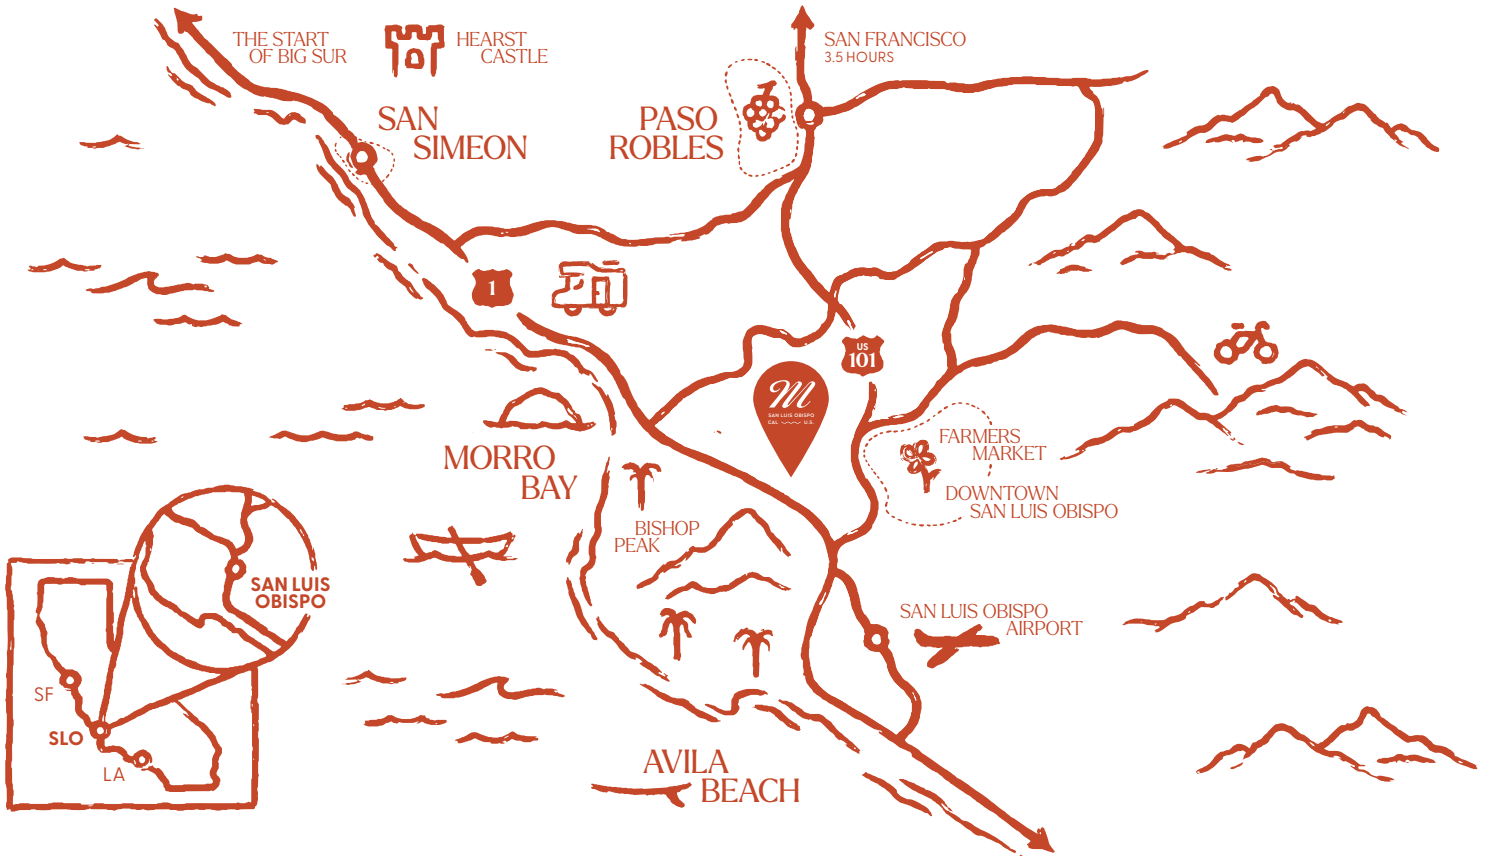 THE START
OF BIG SUR
HEARST
CASTLE
SAN FRANCISCO
3.5 HOURS
SAN
SIMEON
PASO
ROBLES
1
US
101
M
SAN LUIS OBISPO
CAL U.S.
FARMERS
MARKET
MORRO
BAY
DOWNTOWN
SAN LUIS OBISPO
BISHOP
PEAK
SAN LUIS
OBISPO
SAN LUIS OBISPO
AIRPORT
SF
SLO
LA
AVILA
BEACH